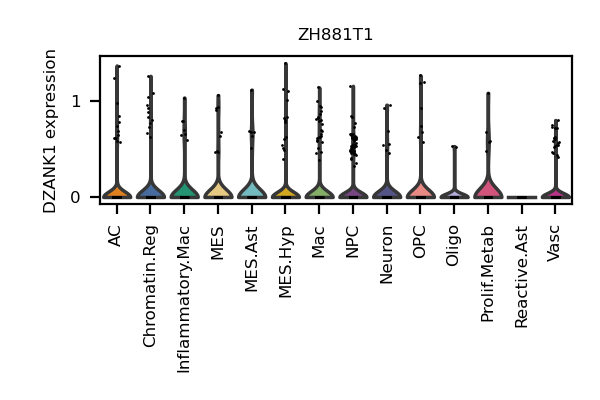 ZH881T1
DZANK1 expression
1
0
AC
Chromatin.Reg
Inflammatory.Mac
MES
MES.Ast
MES.Hyp
Mac
NPC
Neuron
OPC
Oligo
Prolif.Metab
Reactive.Ast
Vasc